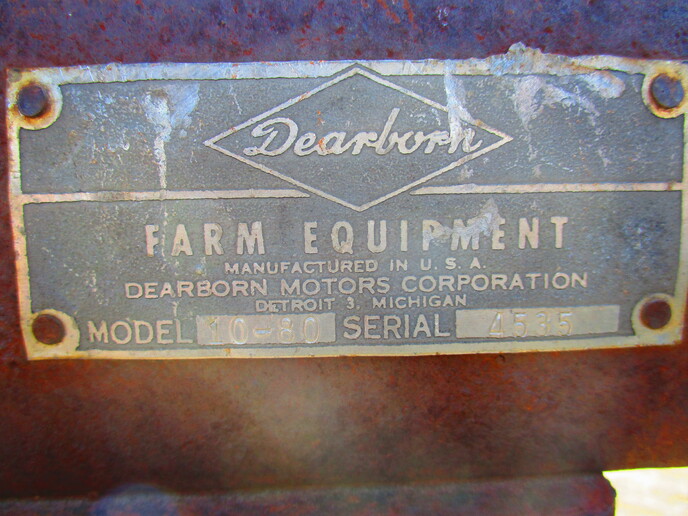 Dearborn
FARM EQUIPMENT
MANUFACTURED IN U. S. A.
DEARBORN MOTORS CORPORATION
DETROIT 3, MICHIGAN
MODEL 10-80 SERIAL 4535